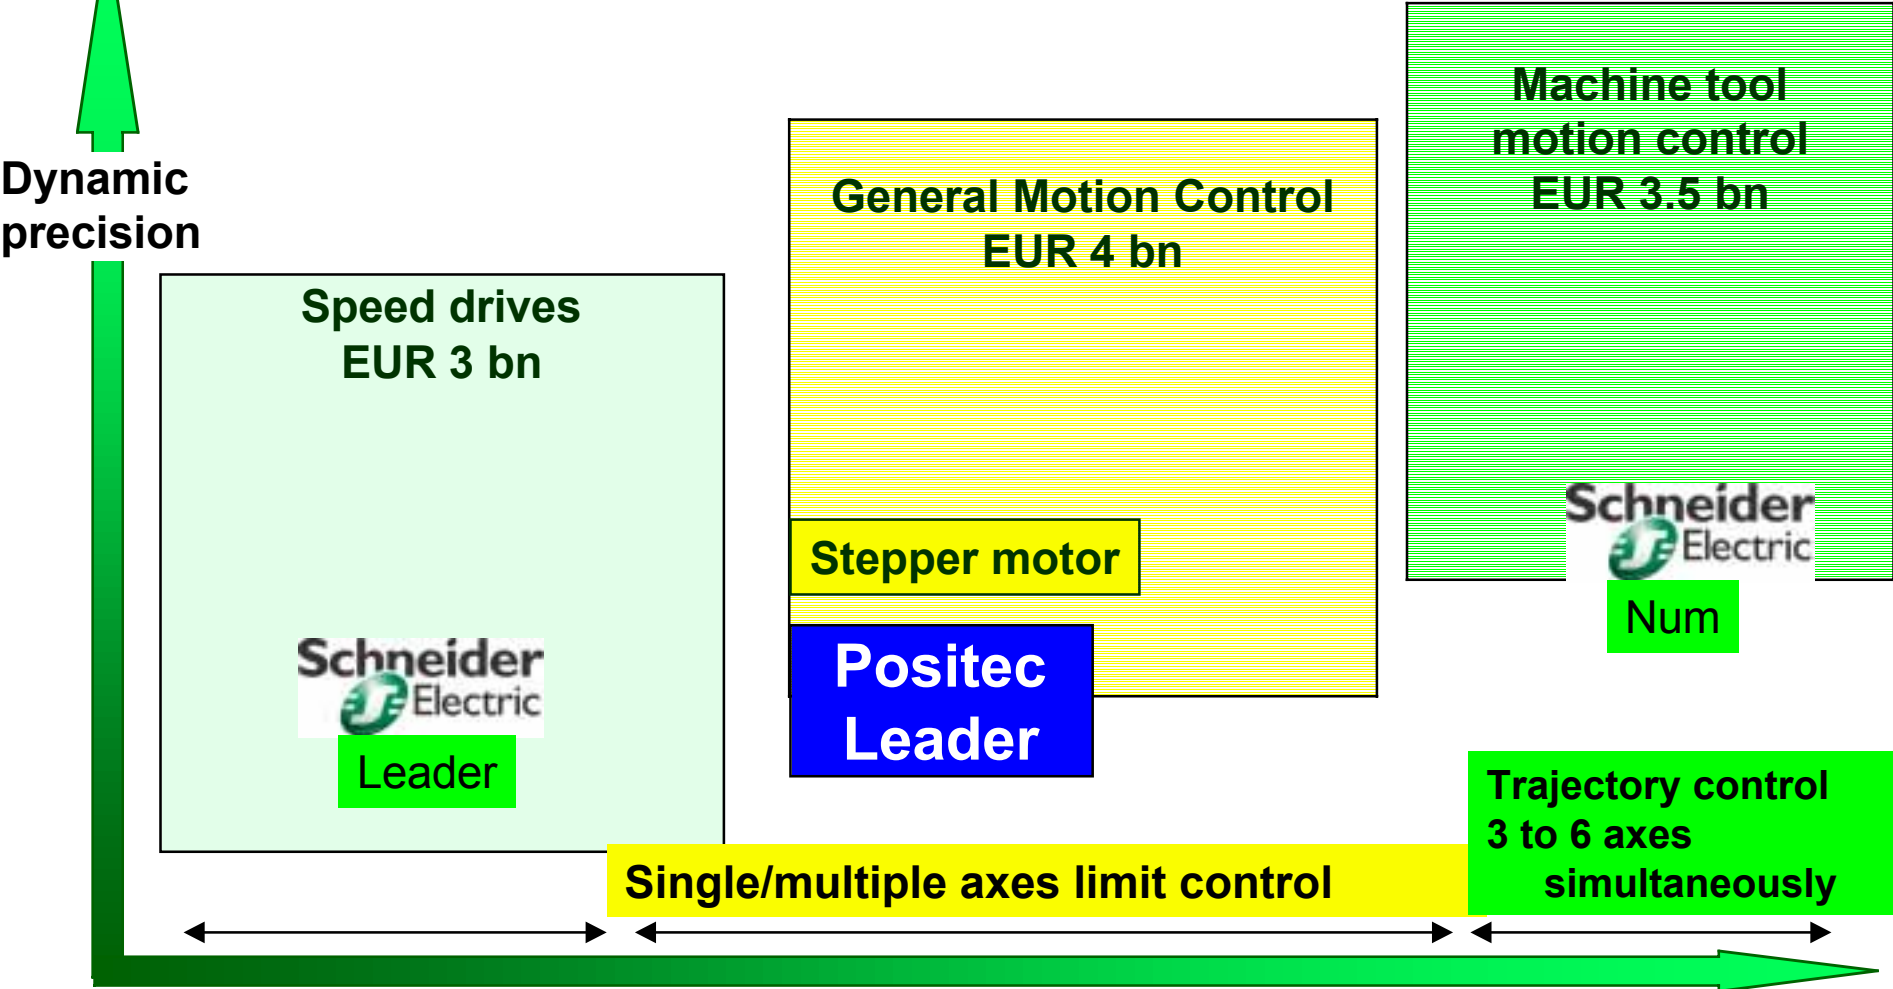 Dynamic
precision
Speed drives
EUR 3 bn
Schneider
Electric
Leader
General Motion Control
EUR 4 bn
Stepper motor
Positec
Leader
Machine tool
motion control
EUR 3.5 bn
Schneider
Electric
Num
Single/multiple axes limit control
Trajectory control
3 to 6 axes
simultaneously